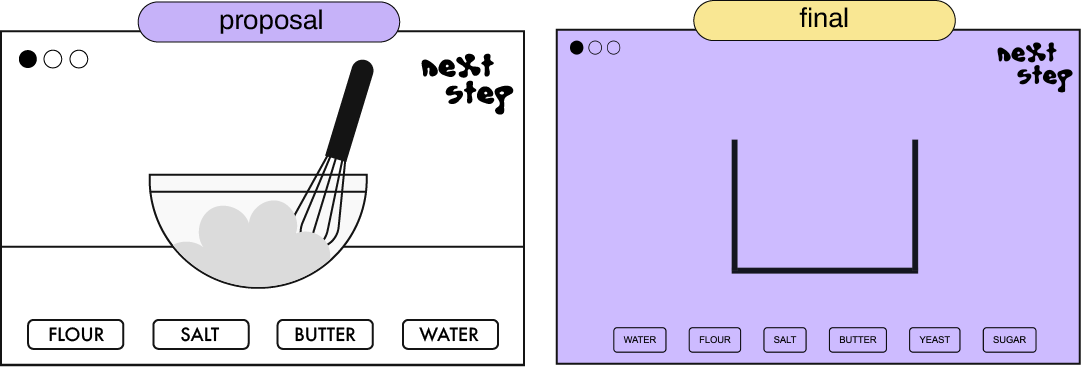 proposal
next
step
FLOUR
SALT
BUTTER
WATER
final
next
step
WATER
FLOUR
SALT
BUTTER
YEAST
SUGAR